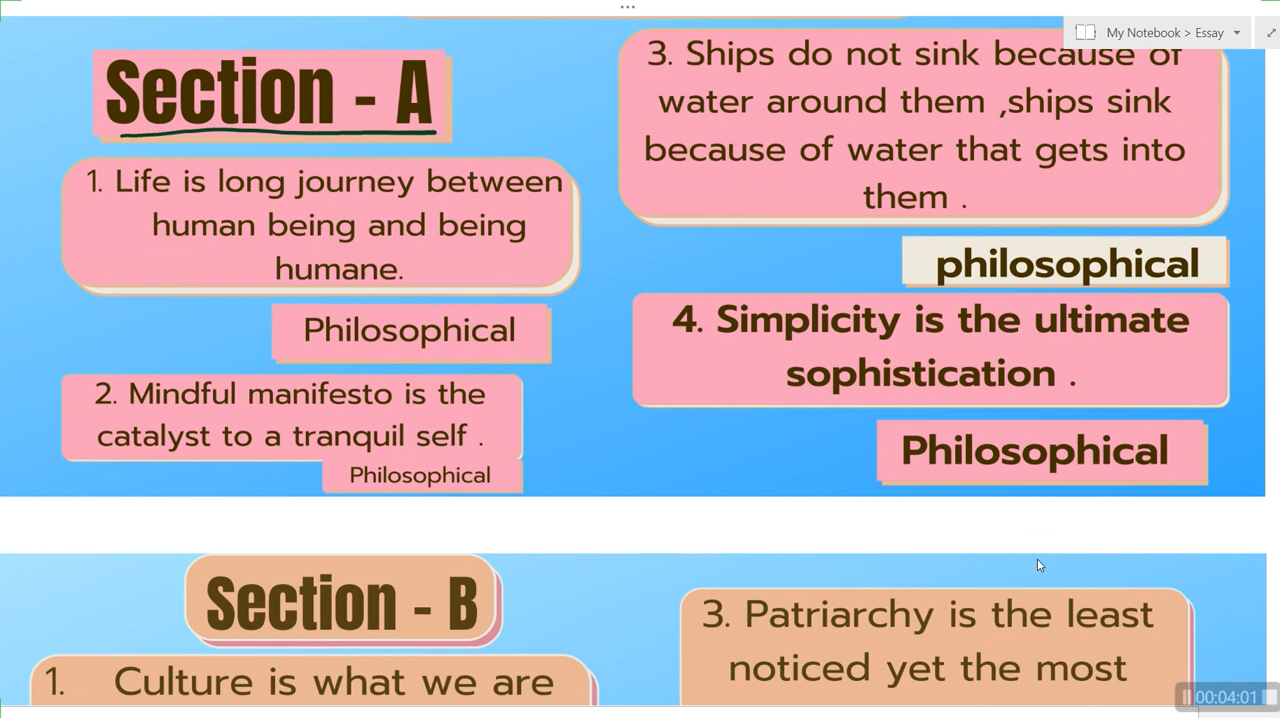 My Notebook > Essay
Section - A
1. Life is long journey between
human being and being
humane.
Philosophical
2. Mindful manifesto is the
catalyst to a tranquil self .
Philosophical
3. Ships do not sink because of
water around them ,ships sink
because of water that gets into
them .
philosophical
4. Simplicity is the ultimate
sophistication .
Philosophical
Section - B
1. Culture is what we are
3. Patriarchy is the least
noticed yet the most
00:04:01